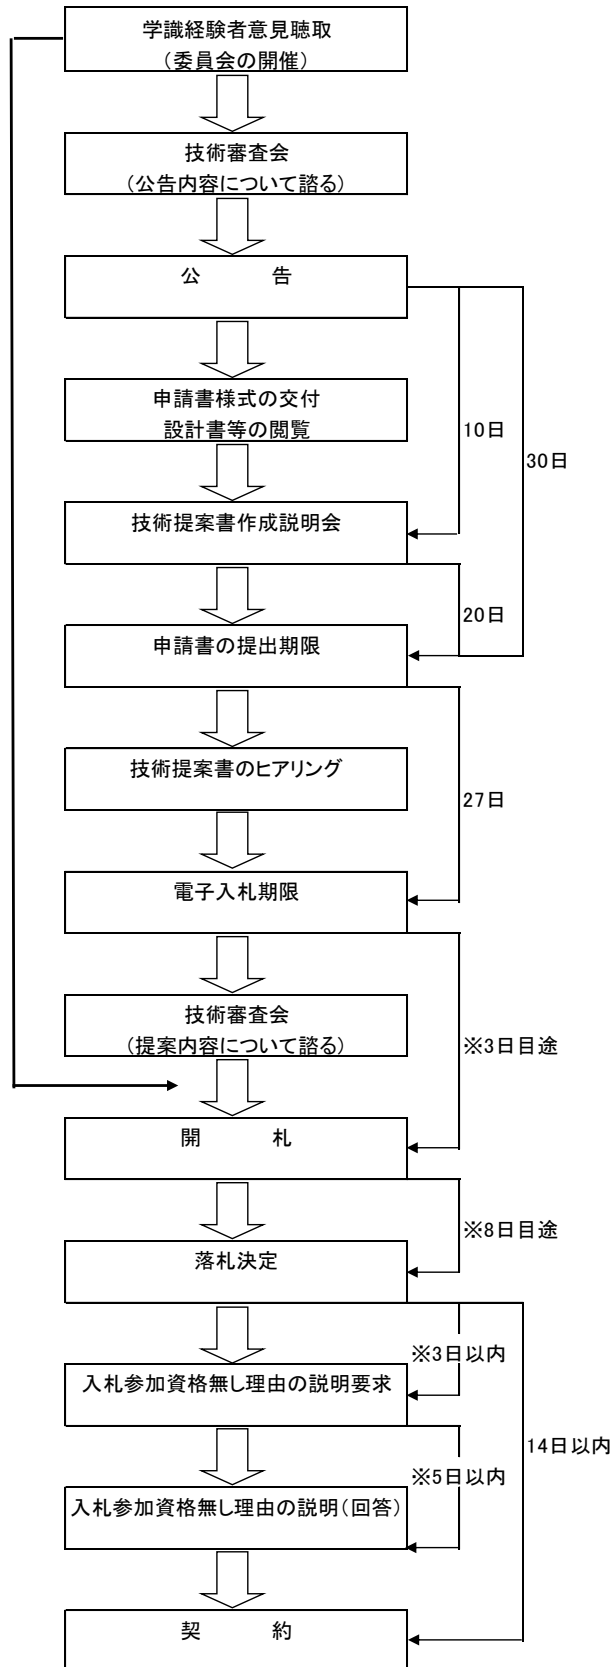 学識経験者意見聴取
（委員会の開催）
技術審査会
（公告内容について諮る）
公　　　告
申請書様式の交付
設計書等の閲覧
10日
30日
技術提案書作成説明会
20日
申請書の提出期限
技術提案書のヒアリング
27日
電子入札期限
技術審査会
（提案内容について諮る）
※3日目途
開　　　札
※8日目途
落札決定
※3日以内
入札参加資格無し理由の説明要求
14日以内
※5日以内
入札参加資格無し理由の説明（回答）
契　　　約